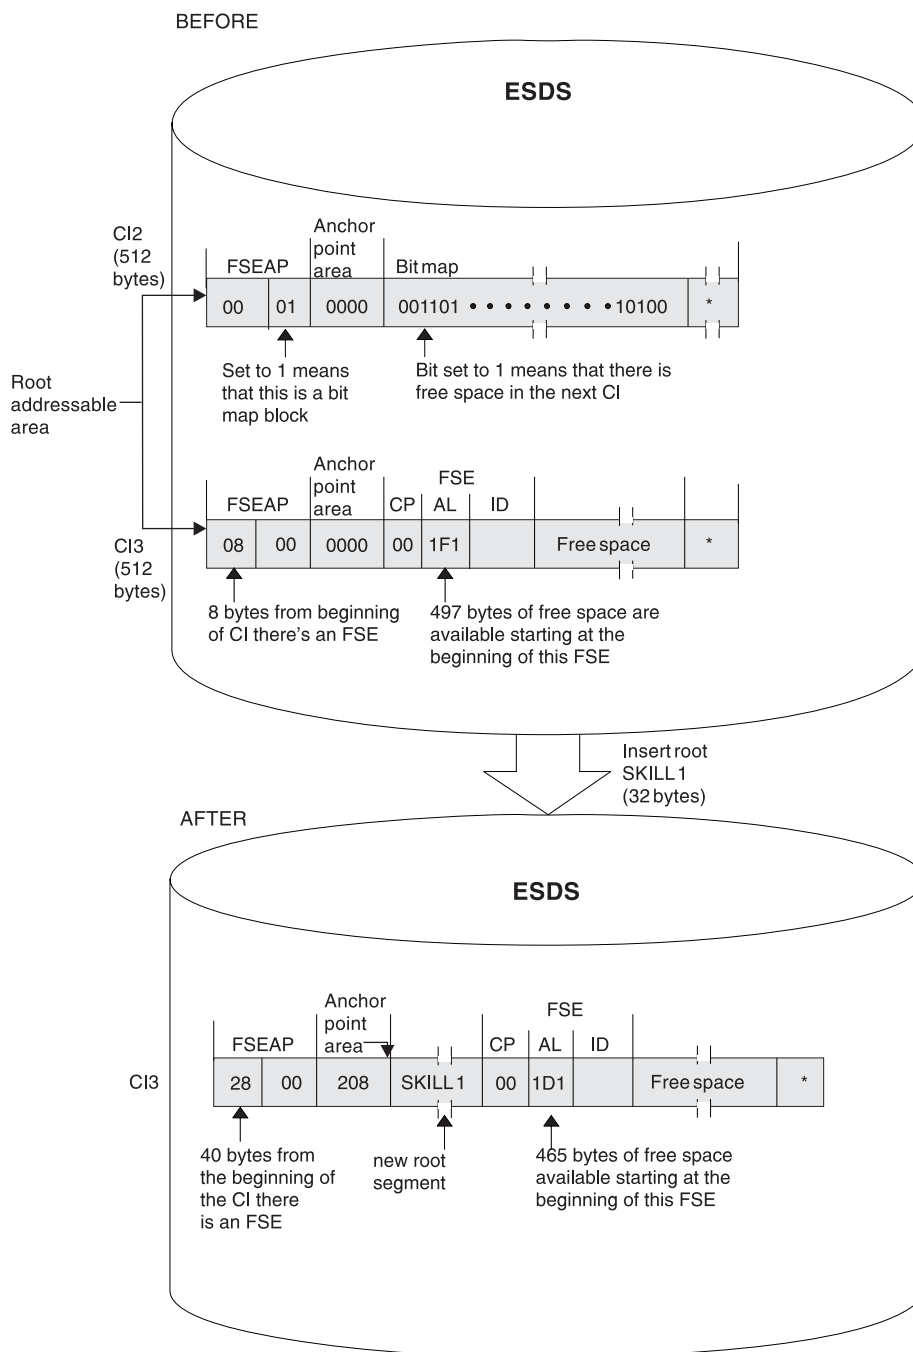 BEFORE
ESDS
CI2
(512
bytes)
FSEAP
Anchor
point
area
Bit map
00 01 0000 001101 • • • • • • • • 10100 *
Set to 1 means
that this is a bit
map block
Bit set to 1 means that there is
free space in the next CI
Root
addressable
area
FSEAP
Anchor
point
area
FSE
CP AL ID
CI3
(512
bytes)
08 00 0000 00 1F1 Free space *
8 bytes from beginning
of CI there's an FSE
497 bytes of free space are
available starting at the
beginning of this FSE
Insert root
SKILL1
(32 bytes)
AFTER
ESDS
FSEAP
Anchor
point
area
FSE
CP AL ID
CI3
28 00 208 SKILL1 00 1D1 Free space *
40 bytes from
the beginning of
the CI there
is an FSE
new root
segment
465 bytes of free space
available starting at the
beginning of this FSE